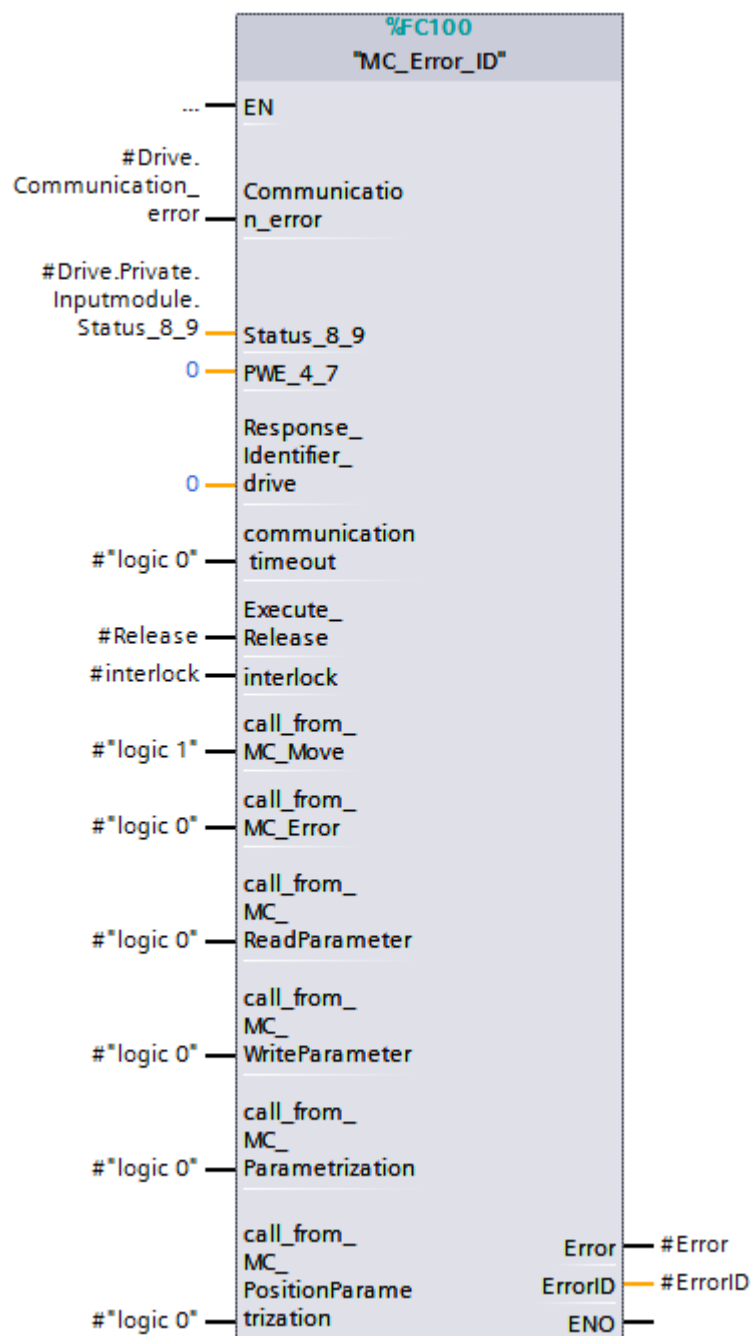 %FC100
"MC_Error_ID"
... EN
#Drive.
Communication_
error
Communicatio
n_error
#Drive.Private.
Inputmodule.
Status_8_9
Status_8_9
0 PWE_4_7
Response_
Identifier_
0 drive
communication
#"logic 0" timeout
Execute_
#Release Release
#interlock interlock
call_from_
#"logic 1" MC_Move
call_from_
#"logic 0" MC_Error
call_from_
MC_
#"logic 0" ReadParameter
call_from_
MC_
#"logic 0" WriteParameter
call_from_
MC_
#"logic 0" Parametrization
call_from_
MC_
PositionParame
#"logic 0" trization
Error #Error
ErrorID #ErrorID
ENO